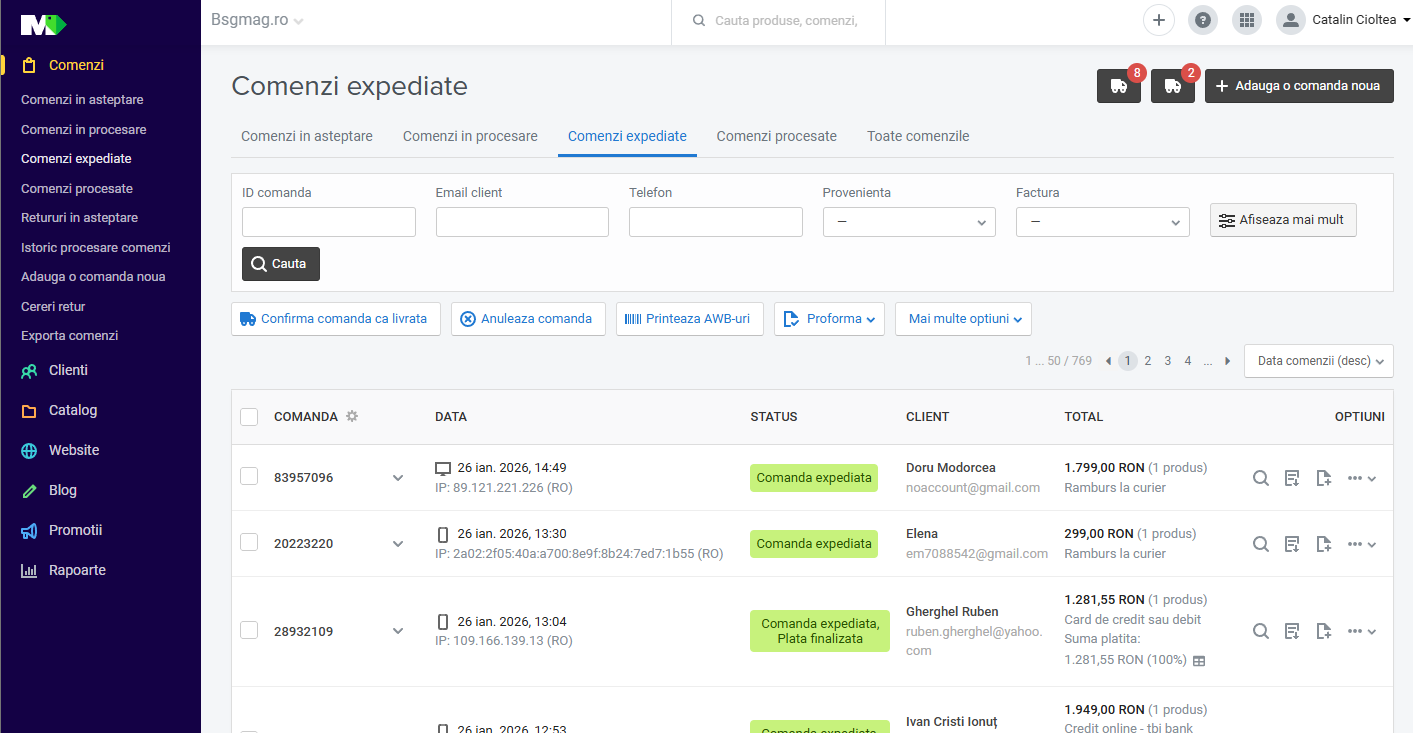 Bsgmag.ro
Cauta produse, comenzi,
Catalin Cioltea
Comenzi
Comenzi in asteptare
Comenzi in procesare
Comenzi expediate
Comenzi procesate
Retururi in asteptare
Istoric procesare comenzi
Adauga o comanda noua
Cereri retur
Exporta comenzi
Clienti
Catalog
Website
Blog
Promotii
Rapoarte
Comenzi expediate
8
2
Adauga o comanda noua
Comenzi in asteptare Comenzi in procesare Comenzi expediate Comenzi procesate Toate comenzile
ID comanda Email client Telefon Provenienta Factura
— — Afiseaza mai mult
Cauta
Confirma comanda ca livrata Anuleaza comanda Printeaza AWB-uri Proforma Mai multe optiuni
1 ... 50 / 769 1 2 3 4 ... Data comenzii (desc)
COMANDA DATA STATUS CLIENT TOTAL OPTIUNI
83957096
26 ian. 2026, 14:49
IP: 89.121.221.226 (RO)
Comanda expediata
Doru Modorcea
noaccount@gmail.com
1.799,00 RON (1 produs)
Ramburs la curier
20223220
26 ian. 2026, 13:30
IP: 2a02:2f05:40a:a700:8e9f:8b24:7ed7:1b55 (RO)
Comanda expediata
Elena
em7088542@gmail.com
299,00 RON (1 produs)
Ramburs la curier
28932109
26 ian. 2026, 13:04
IP: 109.166.139.13 (RO)
Comanda expediata,
Plata finalizata
Gherghel Ruben
ruben.gherghel@yahoo.
com
1.281,55 RON (1 produs)
Card de credit sau debit
Suma platita:
1.281,55 RON (100%)
26 ian. 2026, 12:53
Comanda expediata
Ivan Cristi Ionuț
1.949,00 RON (1 produs)
Credit online - tbi bank